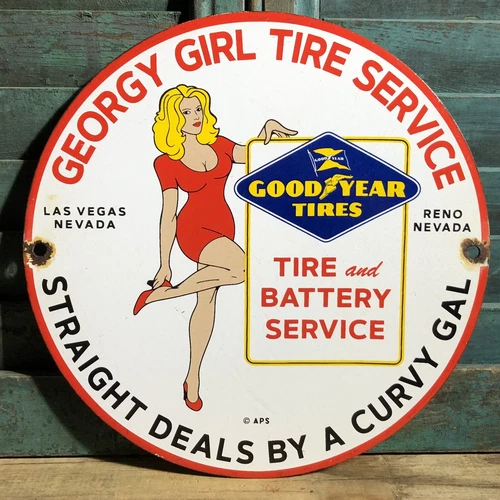 GEORGY GIRL TIRE SERVICE
GOOD YEAR
GOODYEAR
TIRES
LAS VEGAS
NEVADA
RENO
NEVADA
TIRE and
BATTERY
SERVICE
© APS
STRAIGHT DEALS BY A CURVY GAL